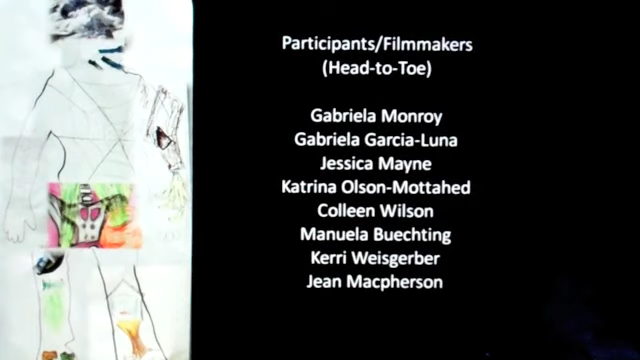 Participants/Filmmakers
(Head-to-Toe)
Gabriela Monroy
Gabriela Garcia-Luna
Jessica Mayne
Katrina Olson-Mottahed
Colleen Wilson
Manuela Buechting
Kerri Weisgerber
Jean Macpherson